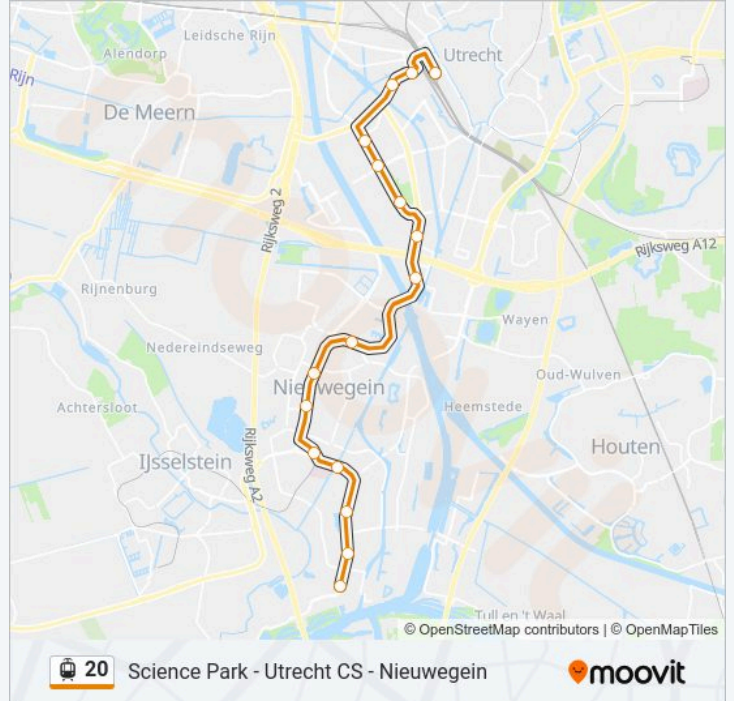 Leidsche Rijn
Alendorp
Utrecht
Rijn
De Meern
Rijksweg 2
Rijksweg A12
Rijnenburg
Wayen
Nedereindseweg
Oud-Wulven
Nieuwegein
Achtersloot
Heemstede
Houten
IJsselstein
Rijksweg A2
Tull en 't Waal
© OpenStreetMap contributors | © OpenMapTiles
20 Science Park - Utrecht CS - Nieuwegein moovit